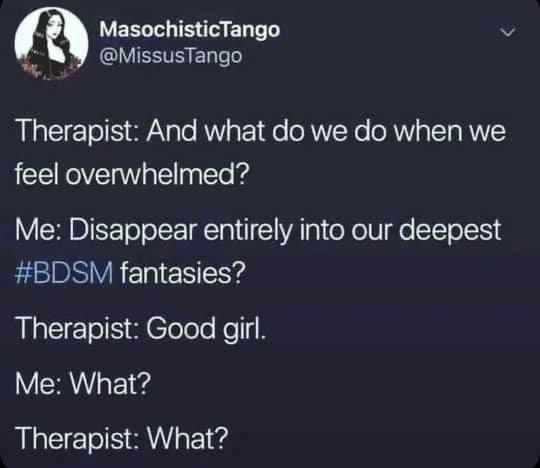 MasochisticTango
@MissusTango
Therapist: And what do we do when we
feel overwhelmed?
Me: Disappear entirely into our deepest
#BDSM fantasies?
Therapist: Good girl.
Me: What?
Therapist: What?